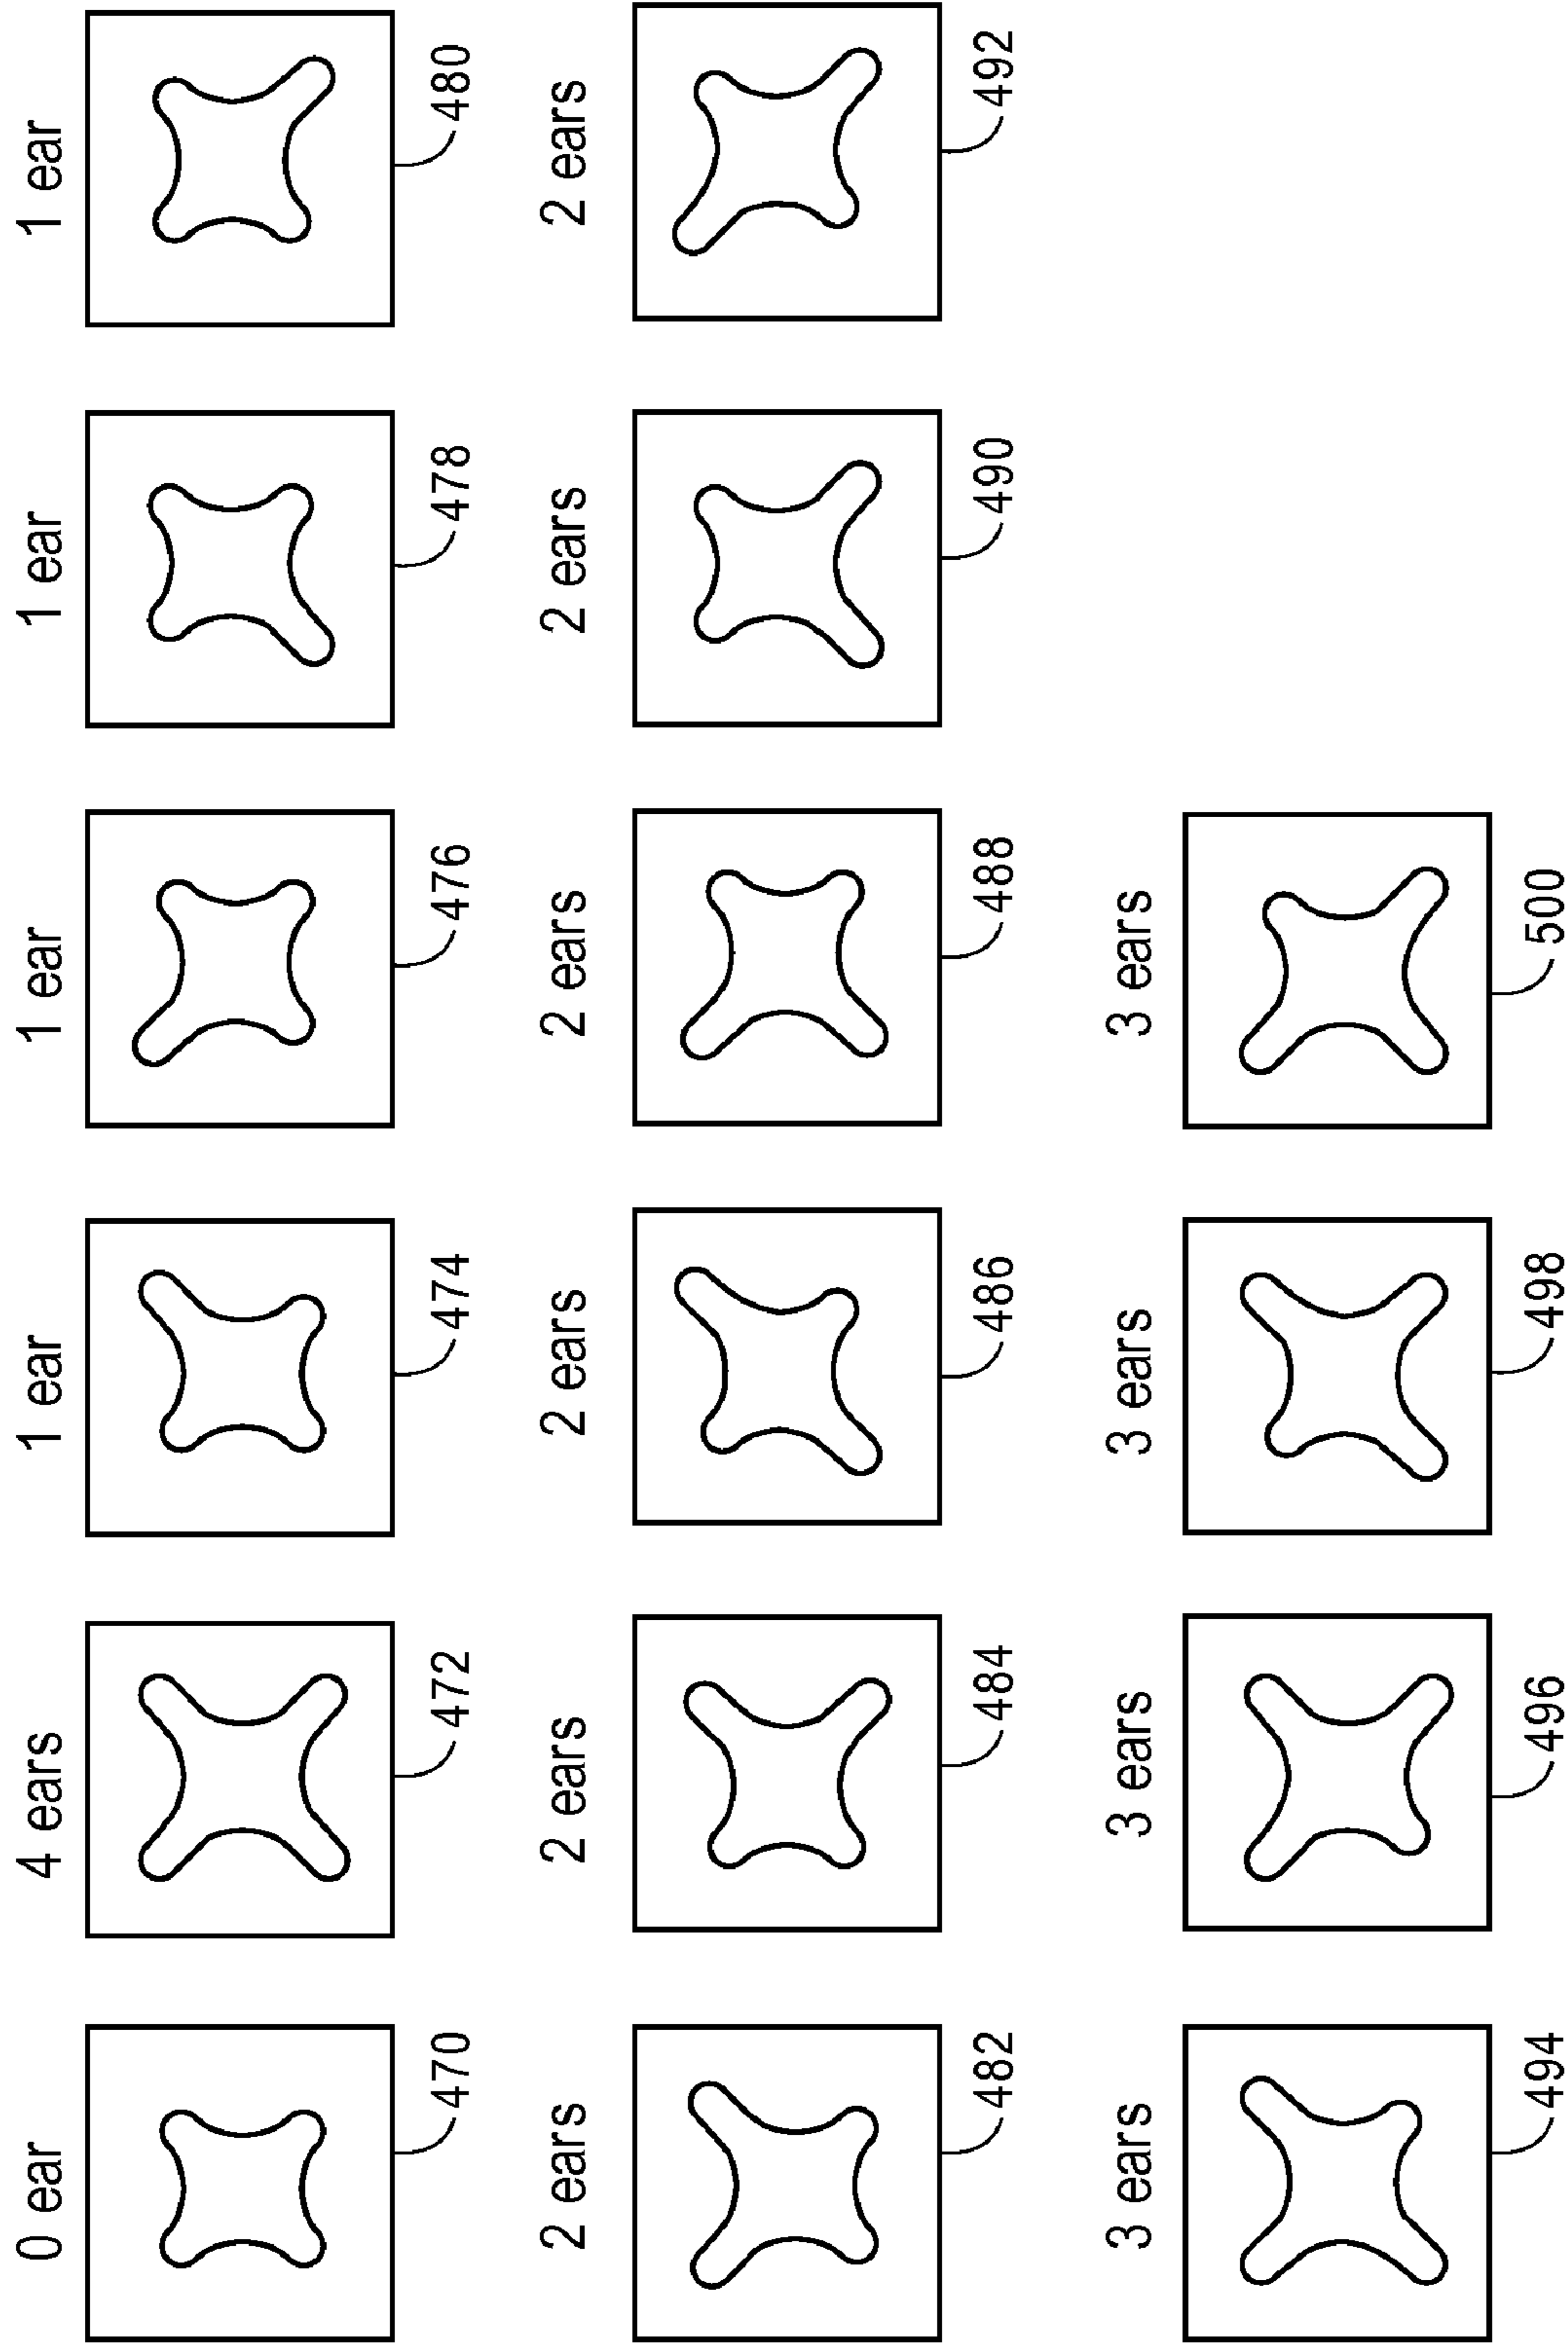 0 ear 4 ears 1 ear 1 ear 1 ear 1 ear
470 472 474 476 478 480
2 ears 2 ears 2 ears 2 ears 2 ears 2 ears
482 484 486 488 490 492
3 ears 3 ears 3 ears 3 ears
494 496 498 500